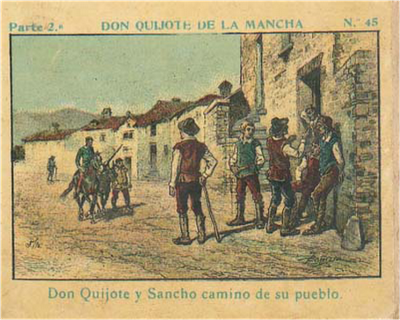 Parte 2.ª DON QUIJOTE DE LA MANCHA N.º 45
Don Quijote y Sancho camino de su pueblo.